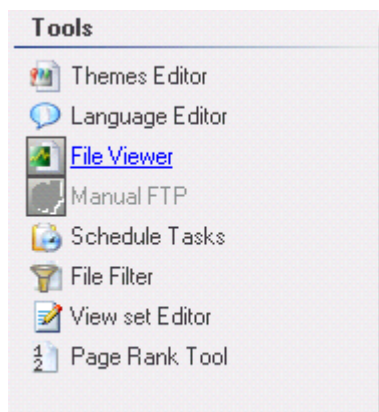 Tools
Themes Editor
Language Editor
File Viewer
Manual FTP
Schedule Tasks
File Filter
View set Editor
Page Rank Tool